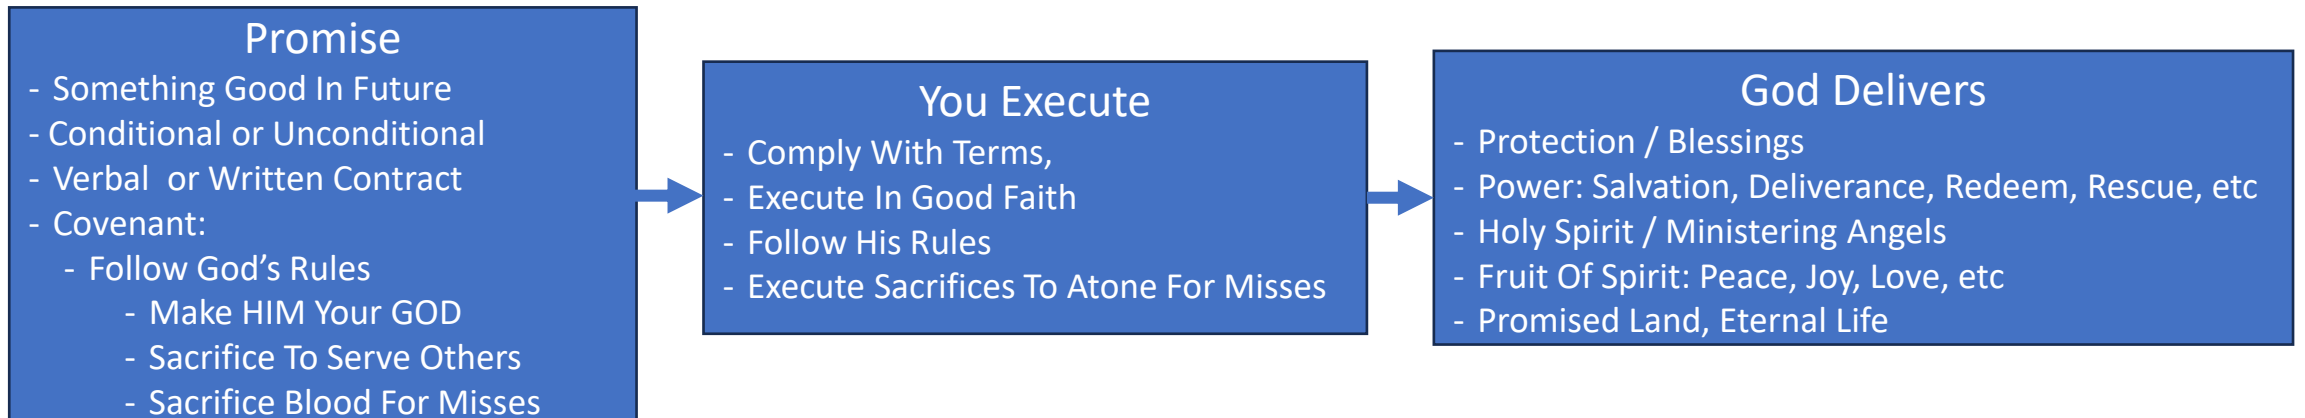 Promise
- Something Good In Future
- Conditional or Unconditional
- Verbal  or Written Contract
- Covenant:
- Follow God’s Rules
- Make HIM Your GOD
- Sacrifice To Serve Others
- Sacrifice Blood For Misses
You Execute
- Comply With Terms,
- Execute In Good Faith
- Follow His Rules
- Execute Sacrifices To Atone For Misses
God Delivers
- Protection / Blessings
- Power: Salvation, Deliverance, Redeem, Rescue, etc
- Holy Spirit / Ministering Angels
- Fruit Of Spirit: Peace, Joy, Love, etc
- Promised Land, Eternal Life